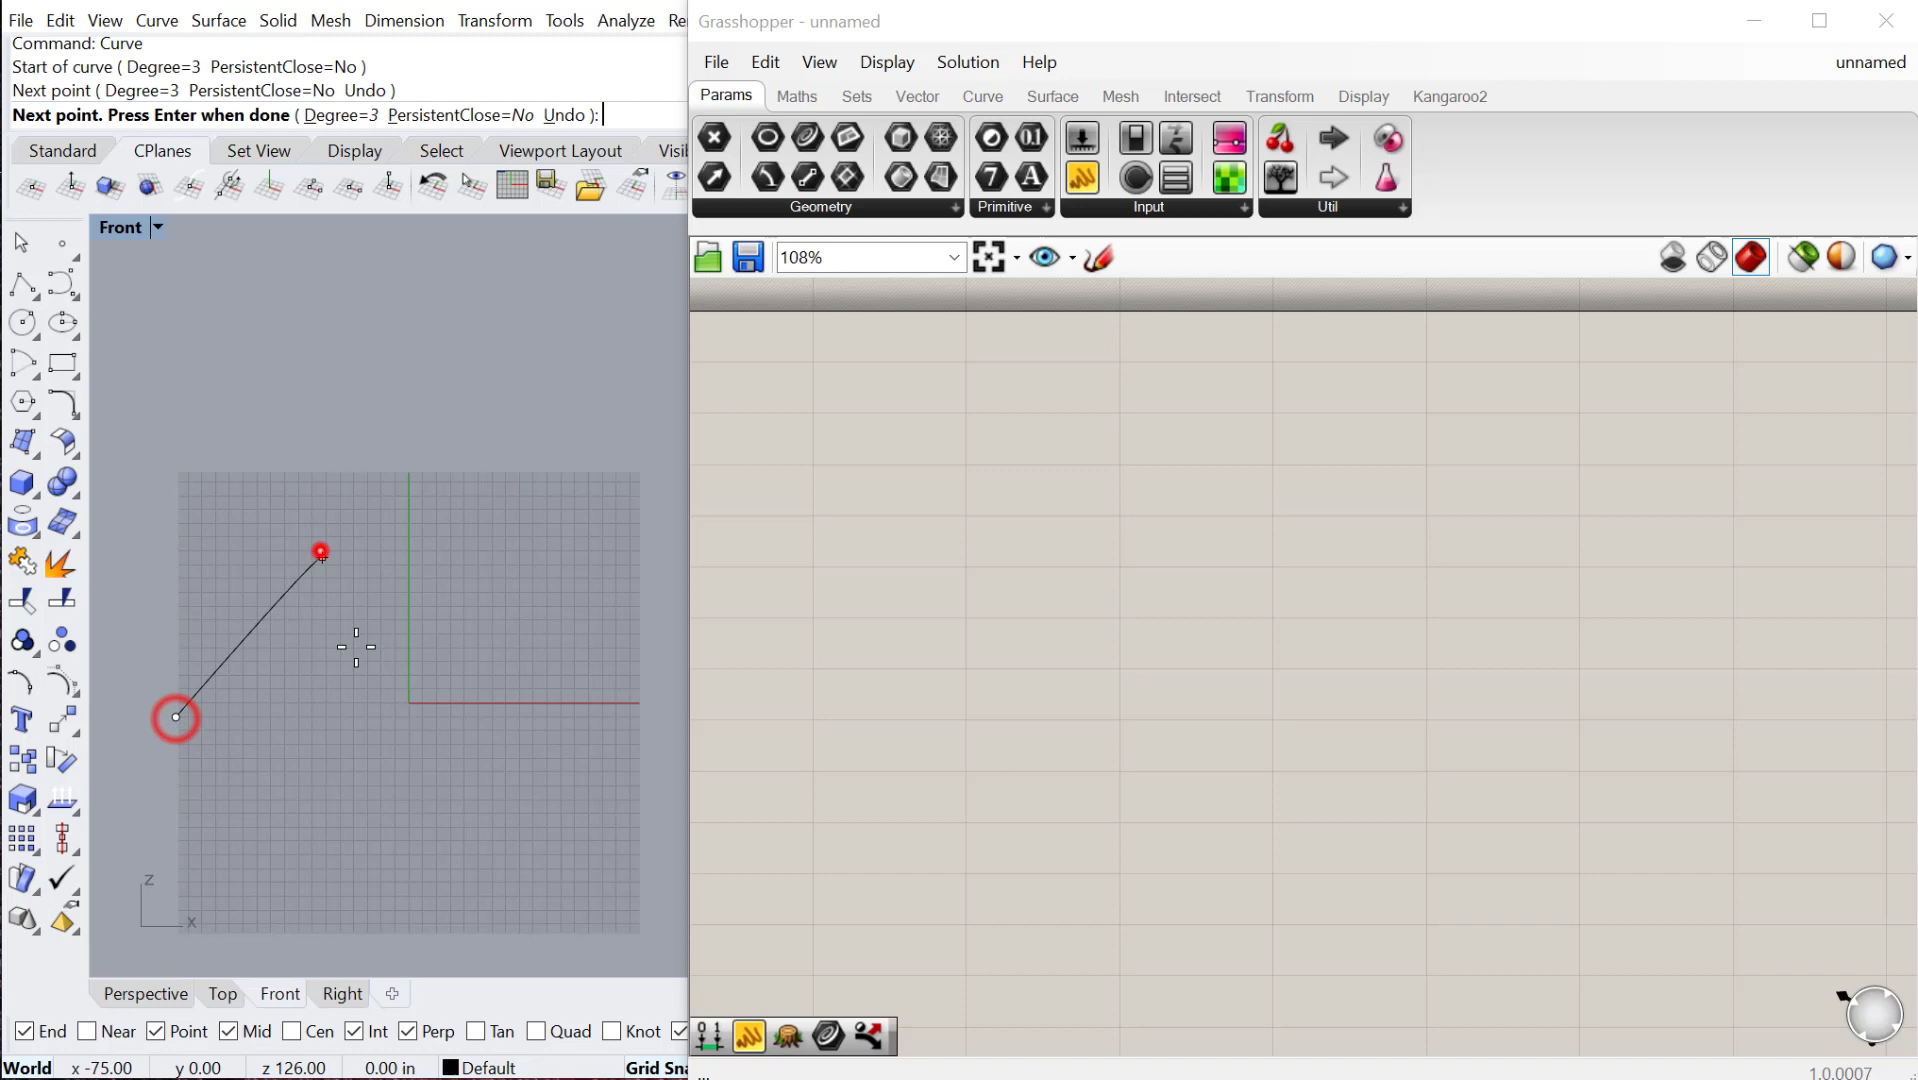 File Edit View Curve Surface Solid Mesh Dimension Transform Tools Analyze Re
Command: Curve
Start of curve ( Degree=3 PersistentClose=No )
Next point ( Degree=3 PersistentClose=No Undo )
Next point. Press Enter when done ( Degree=3 PersistentClose=No Undo ):
Standard CPlanes Set View Display Select Viewport Layout Visi
Front
Z
X
Perspective Top Front Right
End Near Point Mid Cen Int Perp Tan Quad Knot
World x -75.00 y 0.00 z 126.00 0.00 in Default Grid Sna
Grasshopper - unnamed
File Edit View Display Solution Help unnamed
Params Maths Sets Vector Curve Surface Mesh Intersect Transform Display Kangaroo2
0.1
7 A
Geometry Primitive Input Util
108%
0 1
1.0.0007